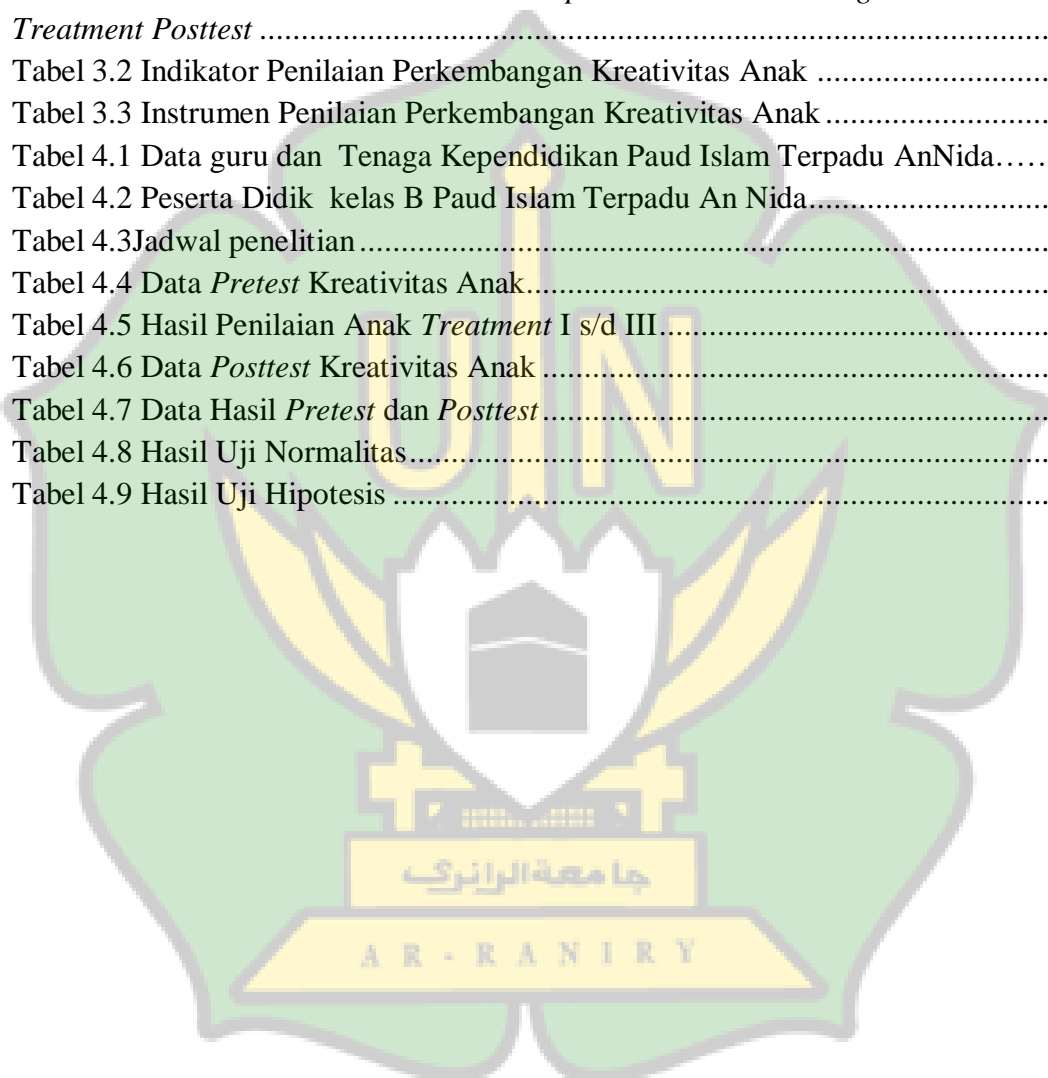 Treatment Posttest ........................................................................................
Tabel 3.2 Indikator Penilaian Perkembangan Kreativitas Anak ............................
Tabel 3.3 Instrumen Penilaian Perkembangan Kreativitas Anak...........................
Tabel 4.1 Data guru dan Tenaga Kependidikan Paud Islam Terpadu AnNida.....
Tabel 4.2 Peserta Didik kelas B Paud Islam Terpadu An Nida.............................
Tabel 4.3Jadwal penelitian....................................................................................
Tabel 4.4 Data Pretest Kreativitas Anak...............................................................
Tabel 4.5 Hasil Penilaian Anak Treatment I s/d III...............................................
Tabel 4.6 Data Posttest Kreativitas Anak .............................................................
Tabel 4.7 Data Hasil Pretest dan Posttest.............................................................
Tabel 4.8 Hasil Uji Normalitas..............................................................................
Tabel 4.9 Hasil Uji Hipotesis ................................................................................
UIN
جامعة الرانري
AR-RANIRY